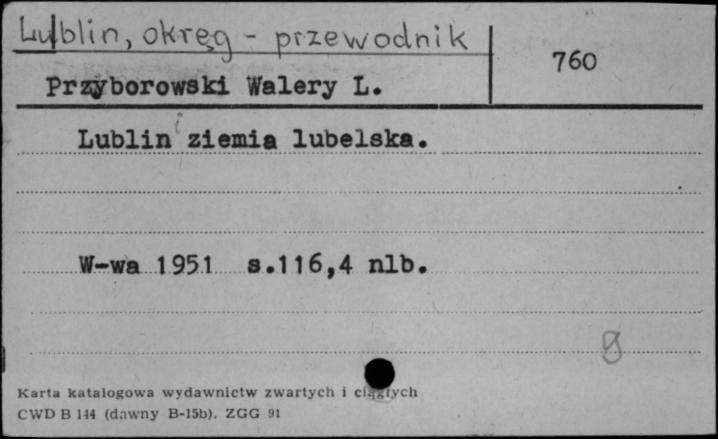 Lublin, okręg - przewodnik
760
Przyborowski Walery L.
Lublin i ziemia lubelska.
W-wa 1951 s.116,4 nlb.
g
Karta katalogowa wydawnictw zwartych i ciągłych
CWD B 144 (dawny B-15b). ZGG 91